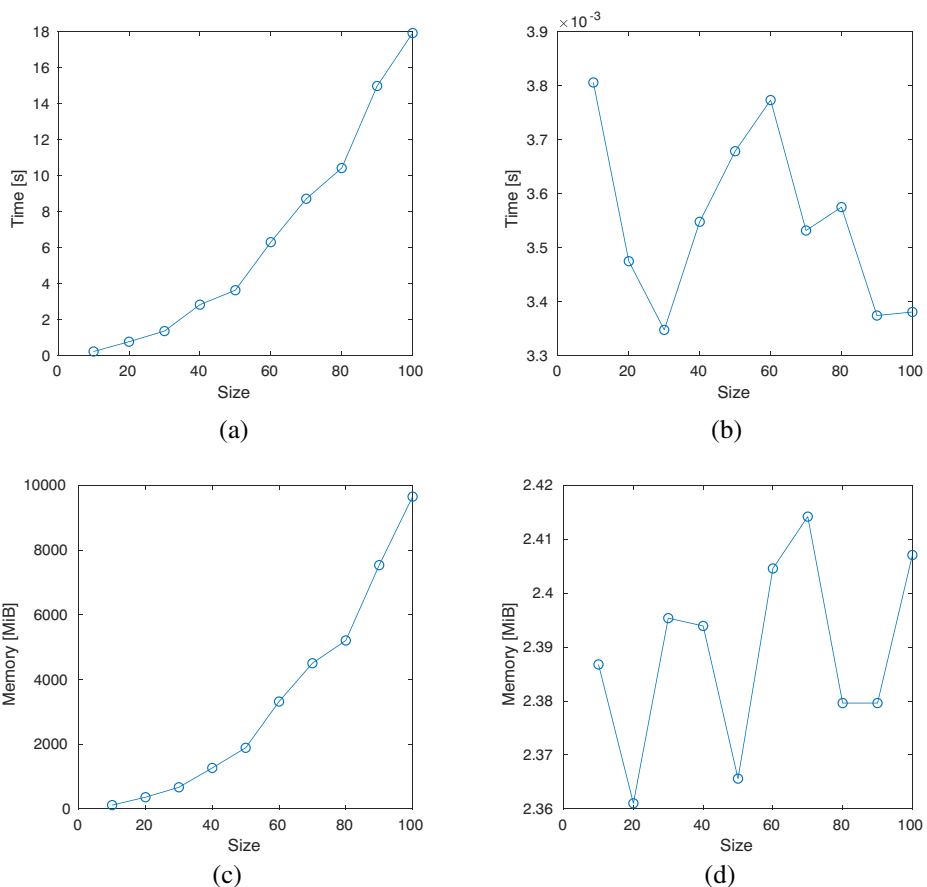 18
16
14
12
10
8
6
4
2
0
Time [s]
0 20 40 60 80 100
Size
(a)
× 10 -3
3.9
3.8
3.7
3.6
3.5
3.4
3.3
Time [s]
0 20 40 60 80 100
Size
(b)
10000
8000
6000
4000
2000
0
Memory [MiB]
0 20 40 60 80 100
Size
(c)
2.42
2.41
2.4
2.39
2.38
2.37
2.36
Memory [MiB]
0 20 40 60 80 100
Size
(d)